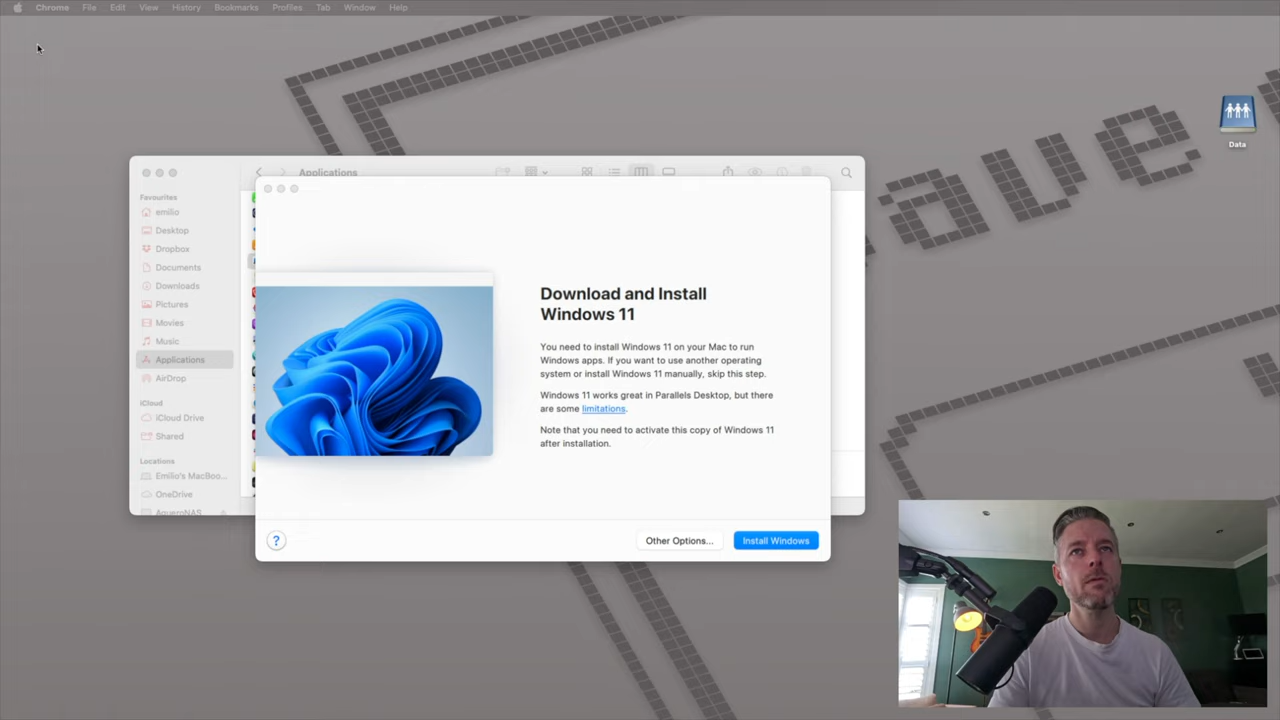 Chrome File Edit View History Bookmarks Profiles Tab Window Help
Data
ave
Applications
Favourites
emilio
Desktop
Dropbox
Documents
Downloads
Pictures
Movies
Music
Applications
AirDrop
iCloud
iCloud Drive
Shared
Locations
Emilio's MacBoo...
OneDrive
AgueroNAS
Download and Install
Windows 11
You need to install Windows 11 on your Mac to run
Windows apps. If you want to use another operating
system or install Windows 11 manually, skip this step.
Windows 11 works great in Parallels Desktop, but there
are some limitations.
Note that you need to activate this copy of Windows 11
after installation.
?
Other Options...
Install Windows